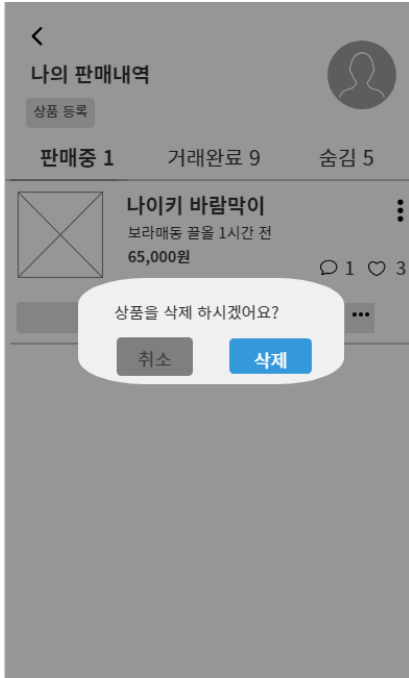 나의 판매내역
상품 등록
판매중 1 거래완료 9 숨김 5
나이키 바람막이
보라매동 끌올 1시간 전
65,000원
1 3
상품을 삭제 하시겠어요?
취소 삭제